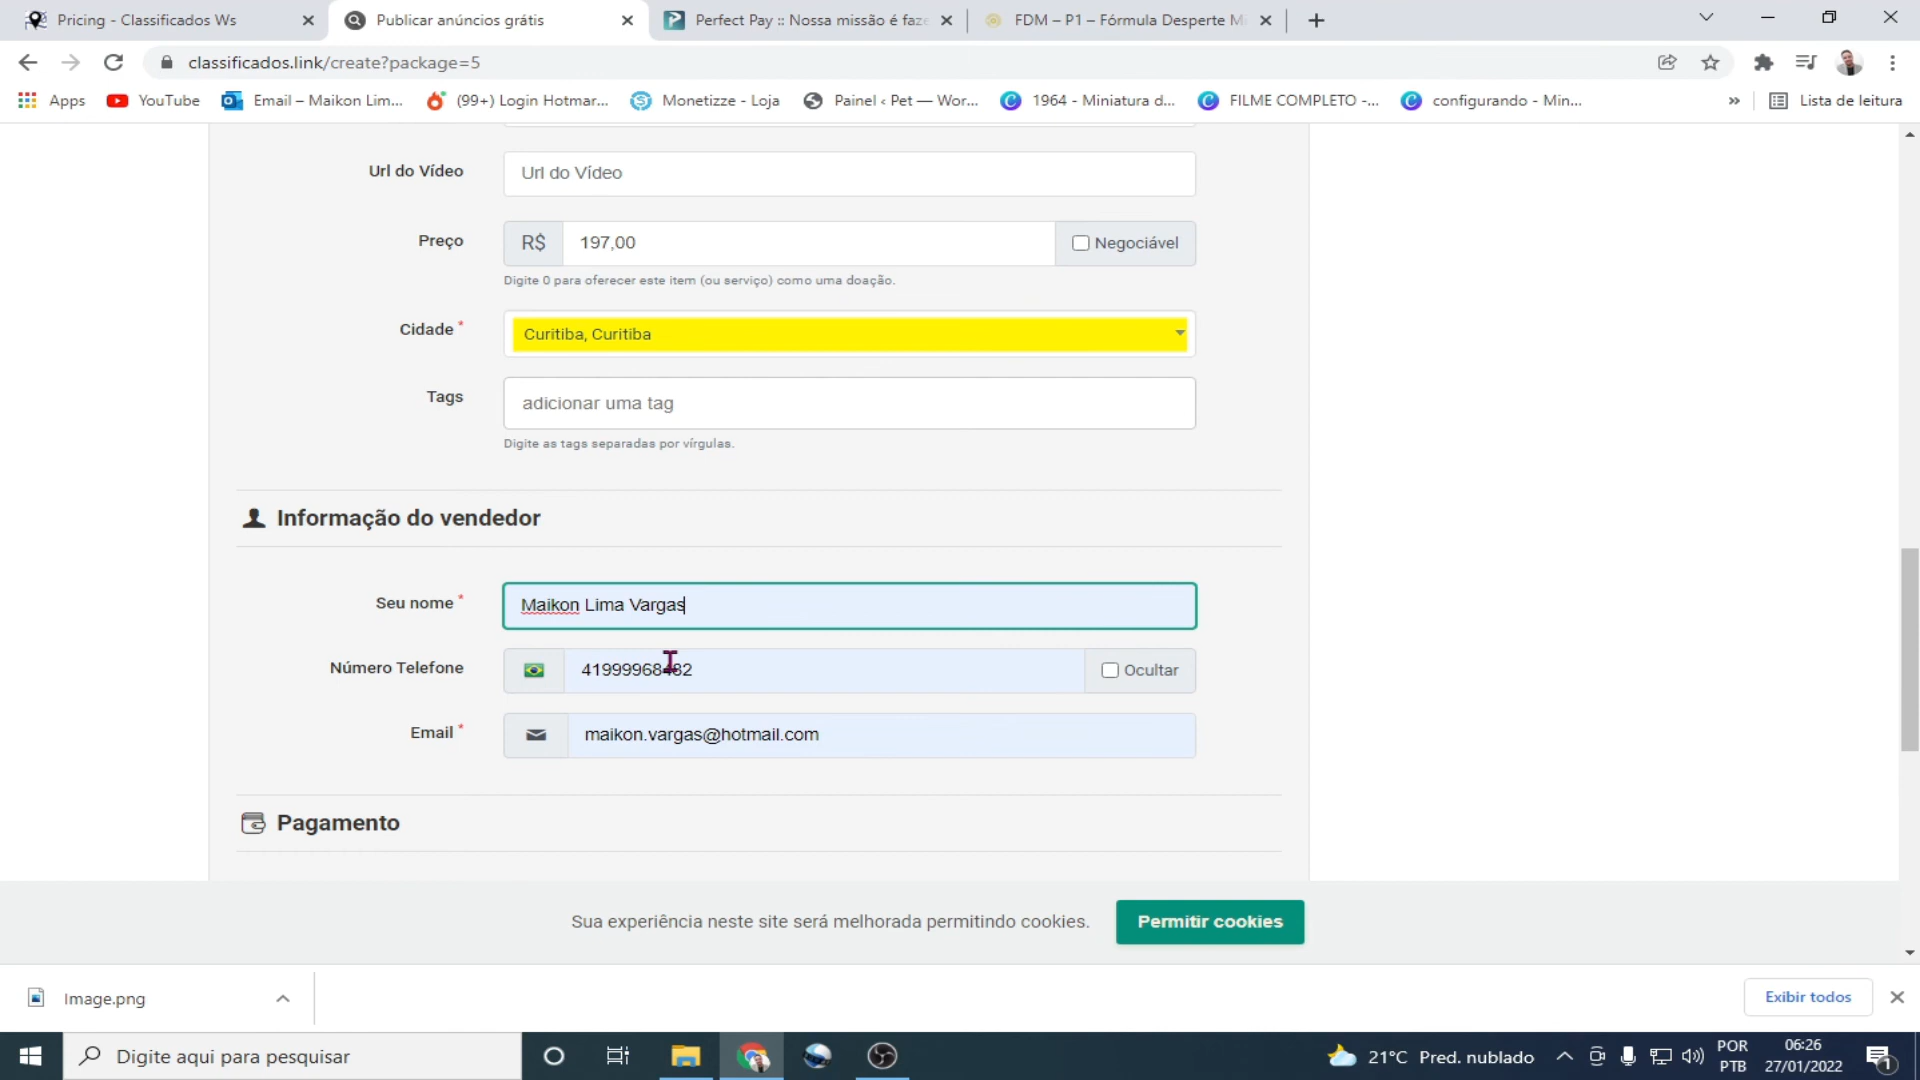 Pricing - Classificados Ws
Publicar anúncios grátis
Perfect Pay :: Nossa missão é faze
FDM – P1 – Fórmula Desperte M
classificados.link/create?package=5
Apps
YouTube
Email – Maikon Lim...
(99+) Login Hotmar...
Monetizze - Loja
Painel ‹ Pet — Wor...
1964 - Miniatura d...
FILME COMPLETO -...
configurando - Min...
»
Lista de leitura
Url do Vídeo
Url do Vídeo
Preço
R$
197,00
Negociável
Digite 0 para oferecer este item (ou serviço) como uma doação.
Cidade *
Curitiba, Curitiba
Tags
adicionar uma tag
Digite as tags separadas por vírgulas.
Informação do vendedor
Seu nome *
Maikon Lima Vargas
Número Telefone
41999968482
Ocultar
Email *
maikon.vargas@hotmail.com
Pagamento
Sua experiência neste site será melhorada permitindo cookies.
Permitir cookies
Image.png
Exibir todos
Digite aqui para pesquisar
21°C Pred. nublado
POR
PTB
06:26
27/01/2022
1